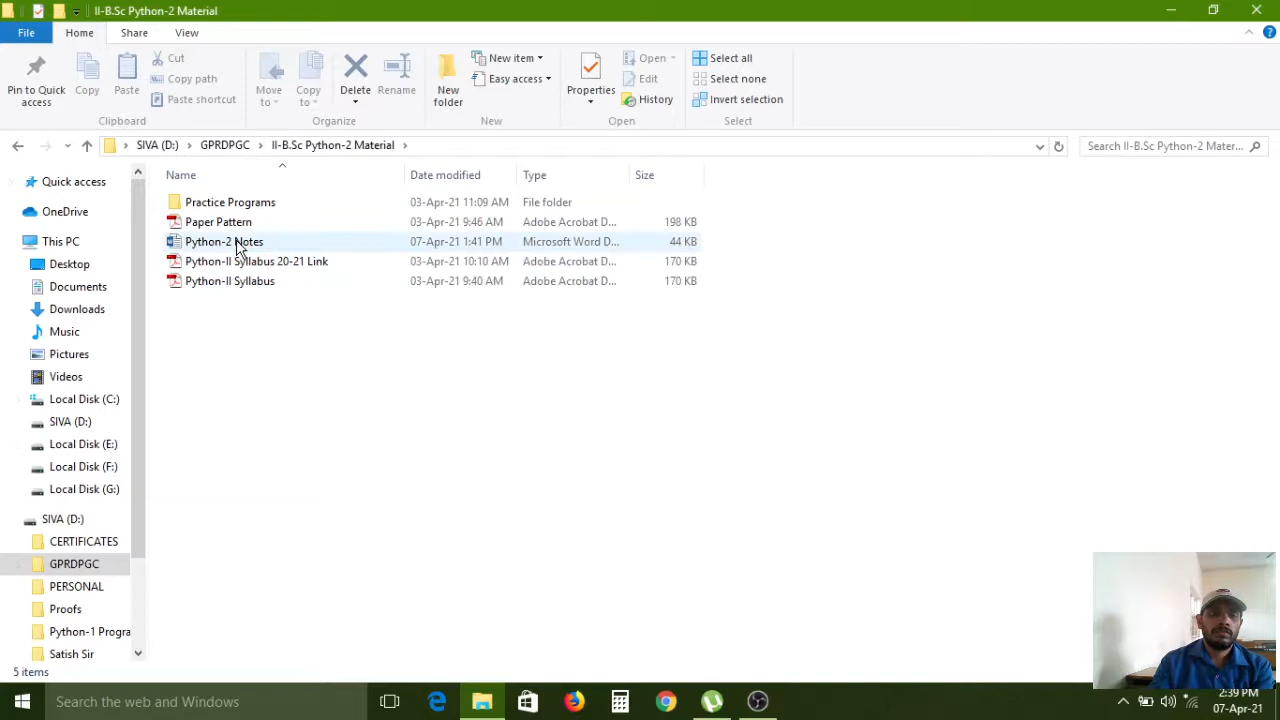 II-B.Sc Python-2 Material
File Home Share View
Pin to Quick access
Copy
Paste
Cut
Copy path
Paste shortcut
Clipboard
Move to
Copy to
Delete
Rename
Organize
New folder
New item
Easy access
New
Properties
Open
Edit
History
Open
Select all
Select none
Invert selection
Select
SIVA (D:) > GPRDPGC > II-B.Sc Python-2 Material >
Search II-B.Sc Python-2 Mater...
Name Date modified Type Size
Practice Programs 03-Apr-21 11:09 AM File folder
Paper Pattern 03-Apr-21 9:46 AM Adobe Acrobat D... 198 KB
Python-2 Notes 07-Apr-21 1:41 PM Microsoft Word D... 44 KB
Python-II Syllabus 20-21 Link 03-Apr-21 10:10 AM Adobe Acrobat D... 170 KB
Python-II Syllabus 03-Apr-21 9:40 AM Adobe Acrobat D... 170 KB
Quick access
OneDrive
This PC
Desktop
Documents
Downloads
Music
Pictures
Videos
Local Disk (C:)
SIVA (D:)
Local Disk (E:)
Local Disk (F:)
Local Disk (G:)
SIVA (D:)
CERTIFICATES
GPRDPGC
PERSONAL
Proofs
Python-1 Progra
Satish Sir
5 items
Search the web and Windows
2:39 PM
07-Apr-21